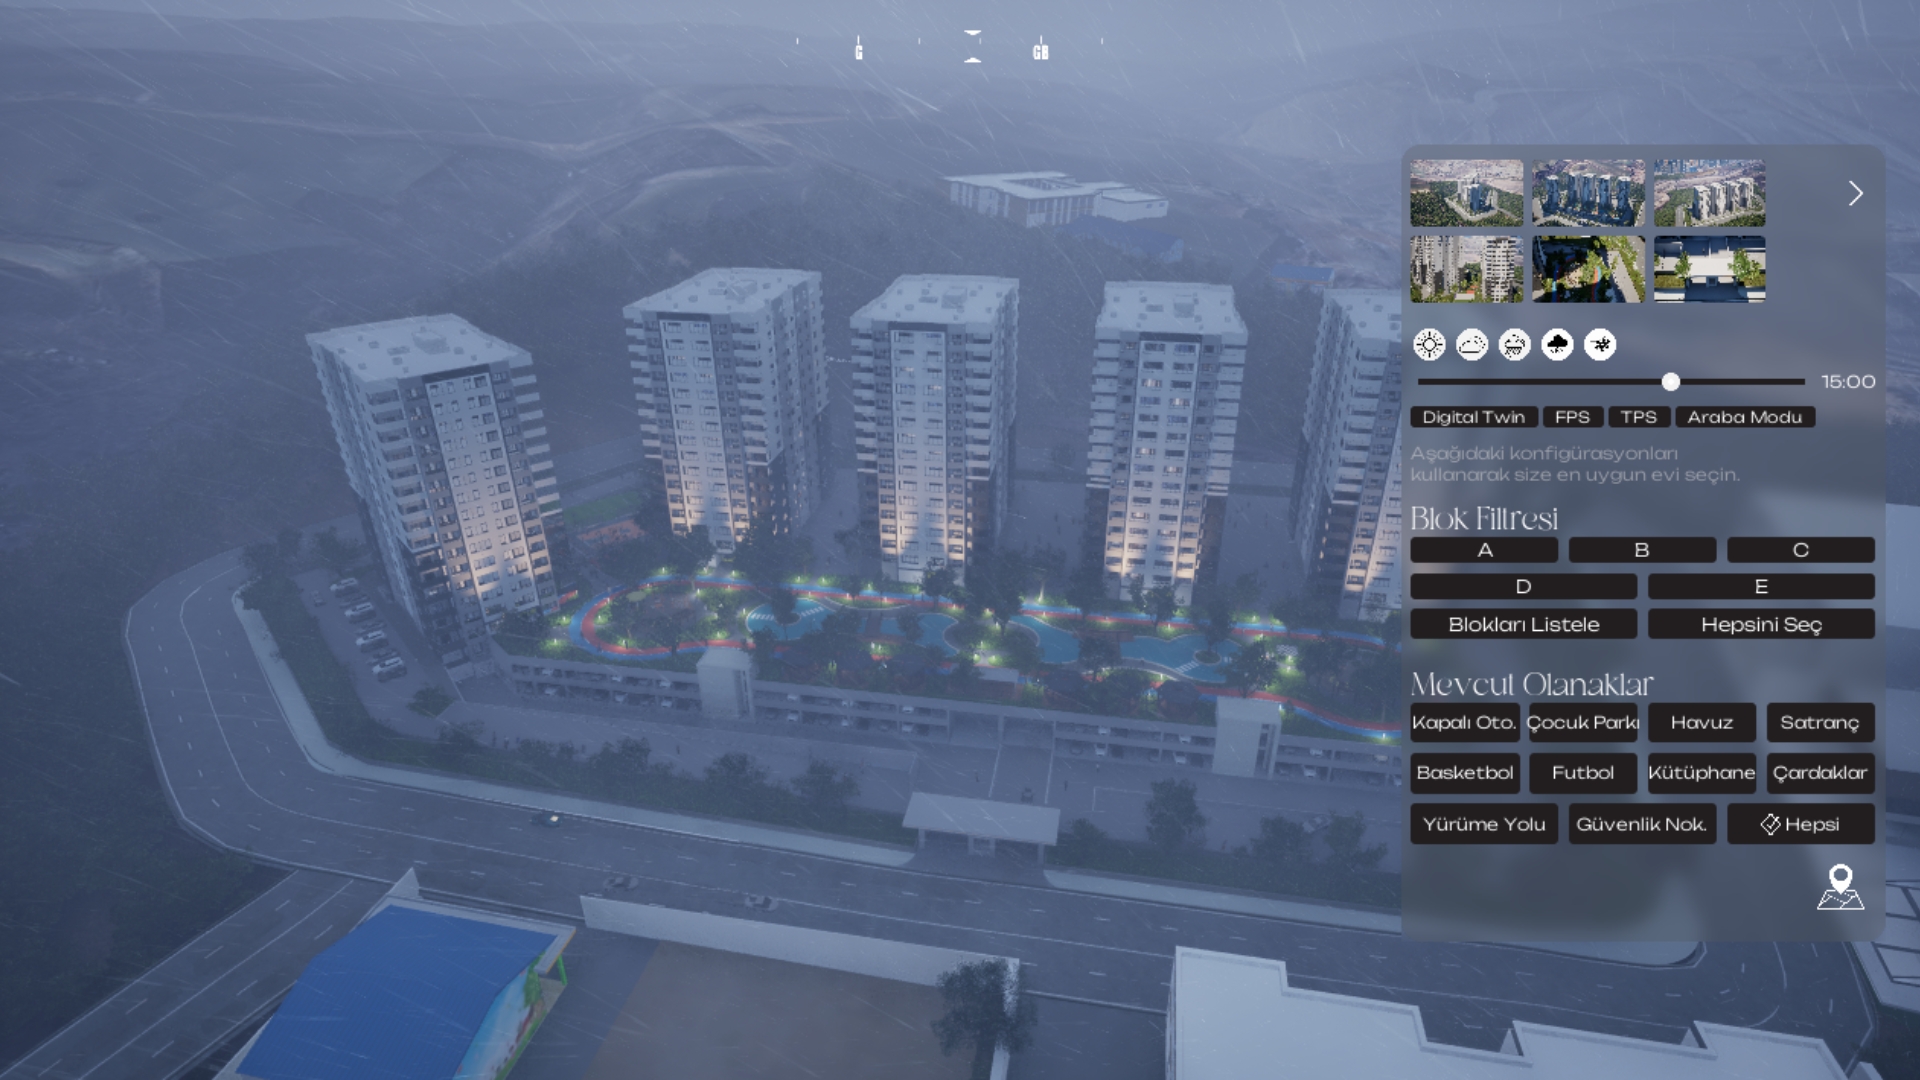 G GB
15:00
Digital Twin FPS TPS Araba Modu
Aşağıdaki konfigürasyonları
kullanarak size en uygun evi seçin.
Blok Filtresi
A B C
D E
Blokları Listele Hepsini Seç
Mevcut Olanaklar
Kapalı Oto. Çocuk Parkı Havuz Satranç
Basketbol Futbol Kütüphane Çardaklar
Yürüme Yolu Güvenlik Nok. Hepsi